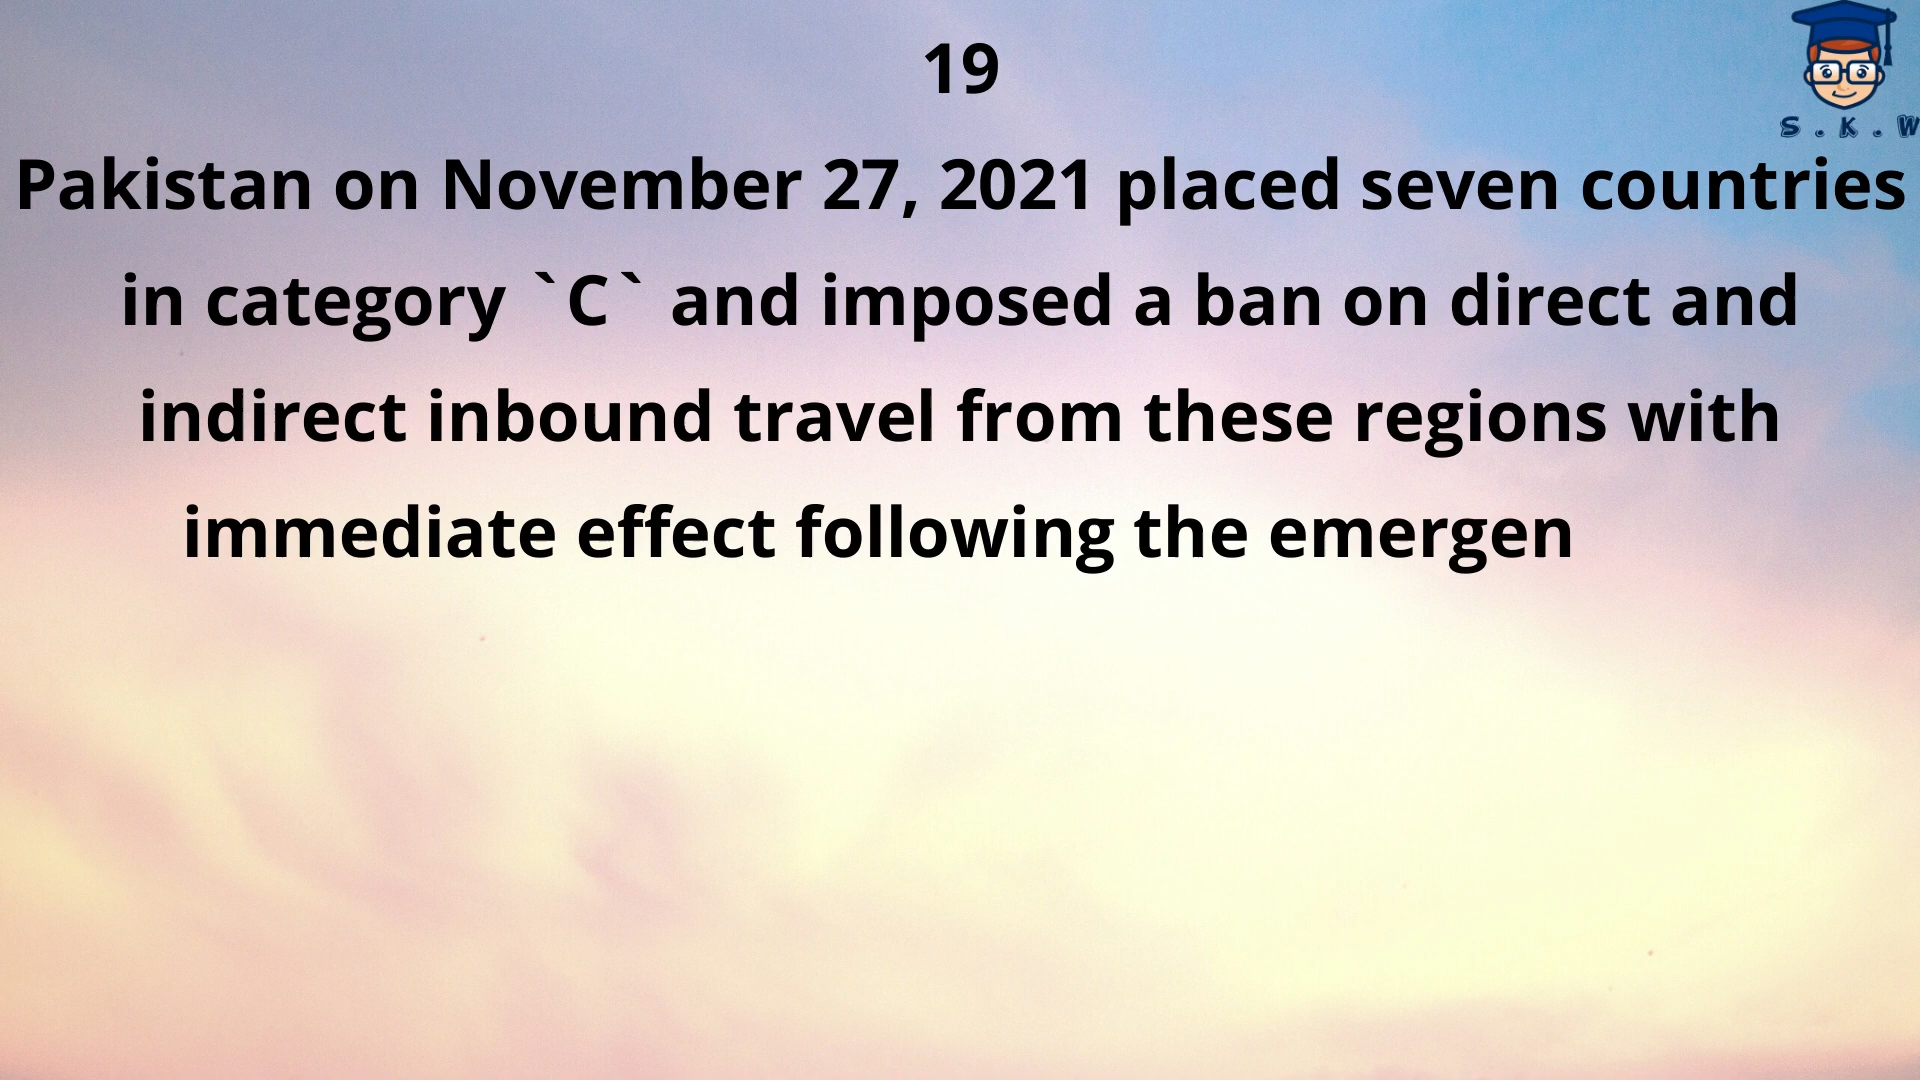 19
S . K . W
Pakistan on November 27, 2021 placed seven countries
in category `C` and imposed a ban on direct and
indirect inbound travel from these regions with
immediate effect following the emergen